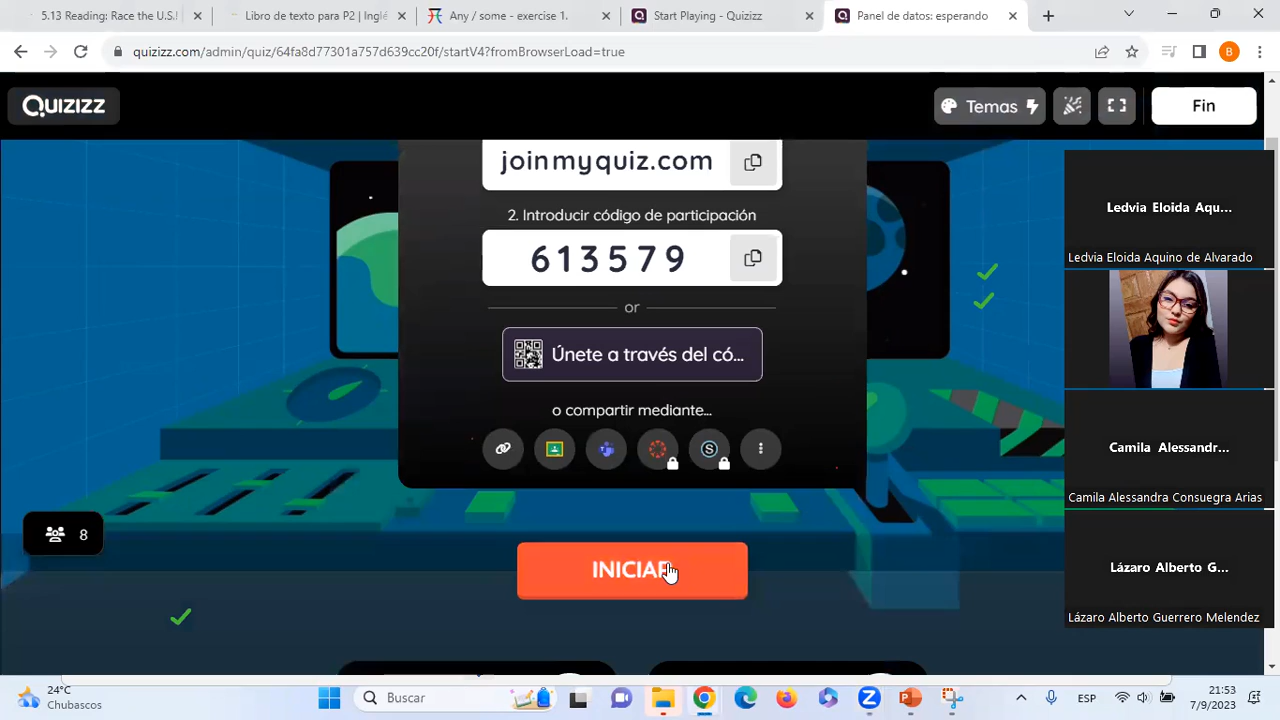 5.13 Reading: Race the U.S.!
Libro de texto para P2 | Inglé
Any / some - exercise 1.
Start Playing - Quizizz
Panel de datos: esperando
quizizz.com/admin/quiz/64fa8d77301a757d639cc20f/startV4?fromBrowserLoad=true
B
QUIZIZZ
Temas
Fin
joinmyquiz.com
2. Introducir código de participación
613579
or
Únete a través del có...
o compartir mediante...
S
8
INICIAR
Ledvia Eloida Aqu...
Ledvia Eloida Aquino de Alvarado
Camila Alessandr...
Camila Alessandra Consuegra Arias
Lázaro Alberto G...
Lázaro Alberto Guerrero Melendez
24°C
Chubascos
Buscar
ESP
21:53
7/9/2023